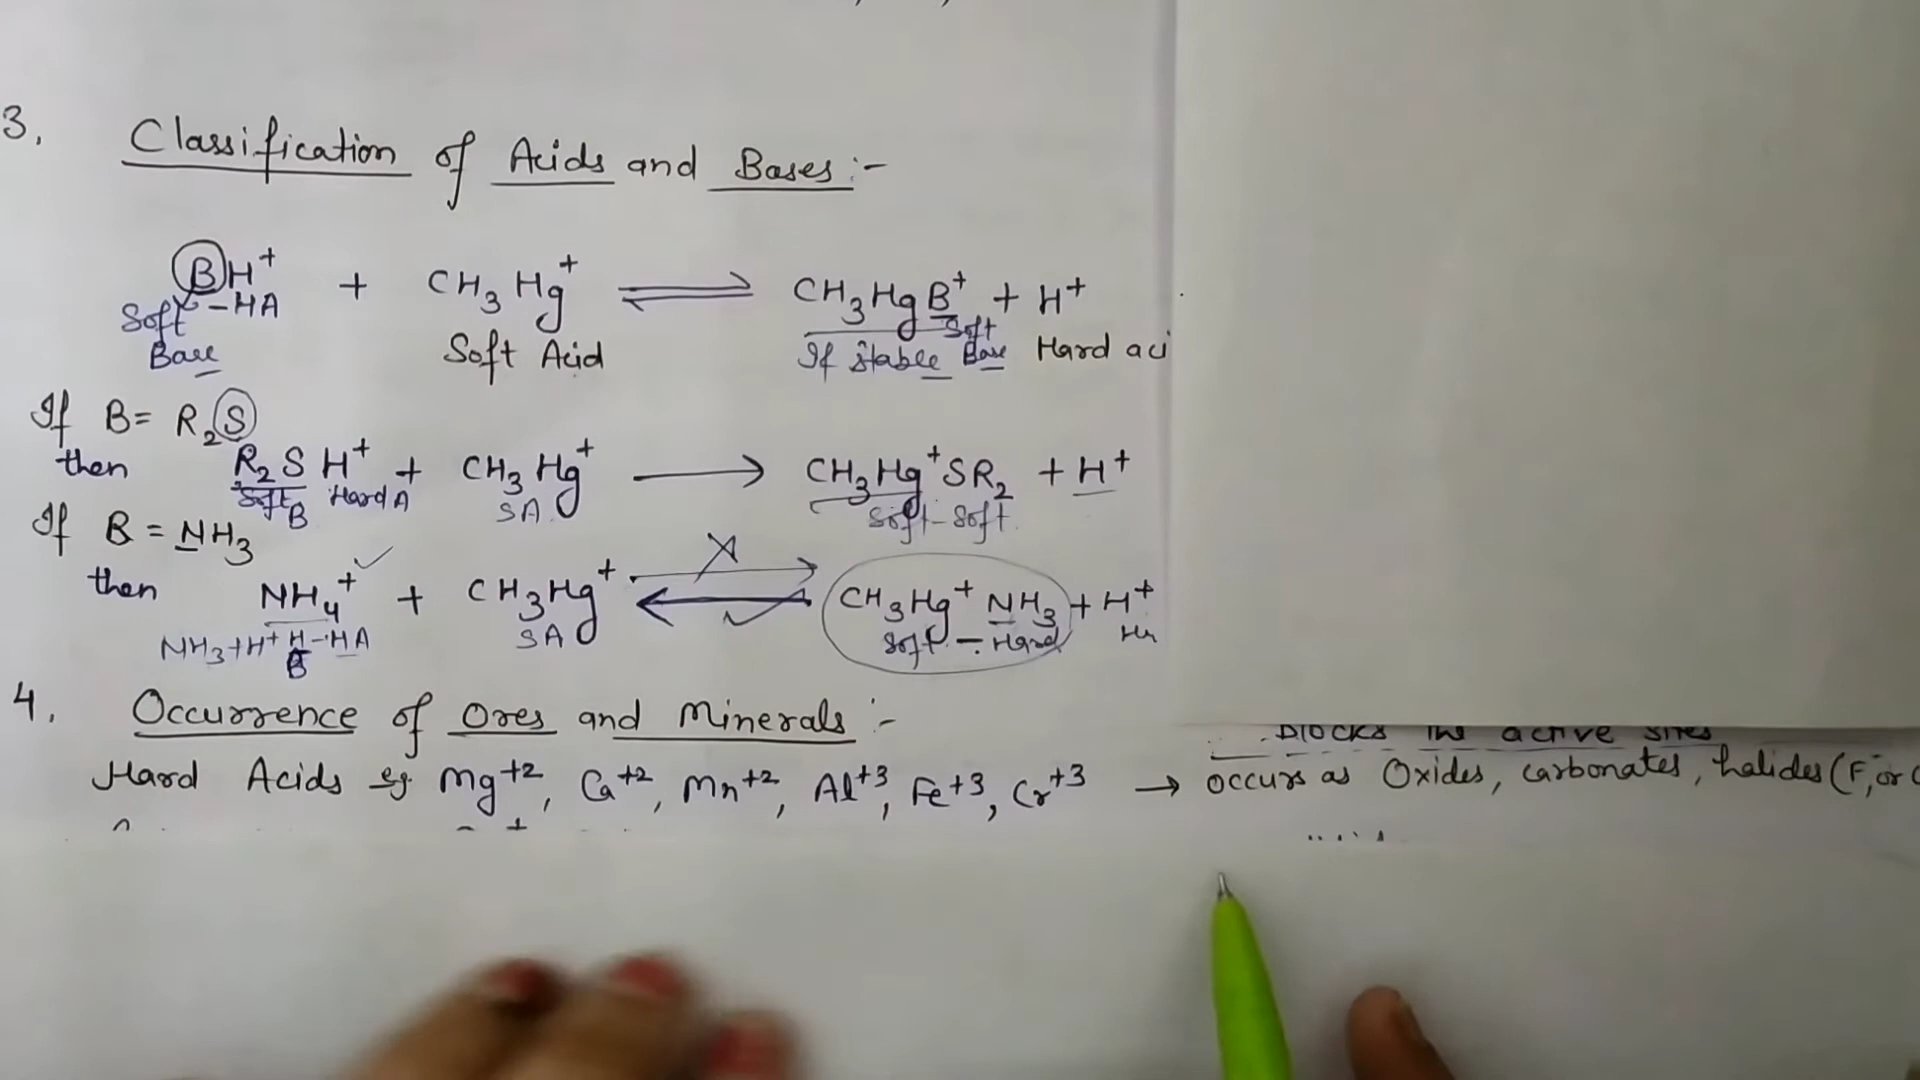 3. Classification of Acids and Bases :-
BH⁺ + CH₃Hg⁺ ⇌ CH₃HgB⁺ + H⁺
Soft Base - HA Soft Acid If stable Soft Base Hard aci
If B = R₂S
then R₂SH⁺ + CH₃Hg⁺ ⟶ CH₃Hg⁺SR₂ + H⁺
Soft B Hard A SA Soft-Soft
If B = NH₃
then NH₄⁺ + CH₃Hg⁺ ⇌ CH₃Hg⁺NH₃ + H⁺
NH₃+H⁺ H-HA B SA Soft - Hard
4. Occurrence of Ores and Minerals :-
Blocks the active sites
Hard Acids eg Mg⁺², Ca⁺², Mn⁺², Al⁺³, Fe⁺³, Cr⁺³ → occurs as Oxides, carbonates, halides (F, or C